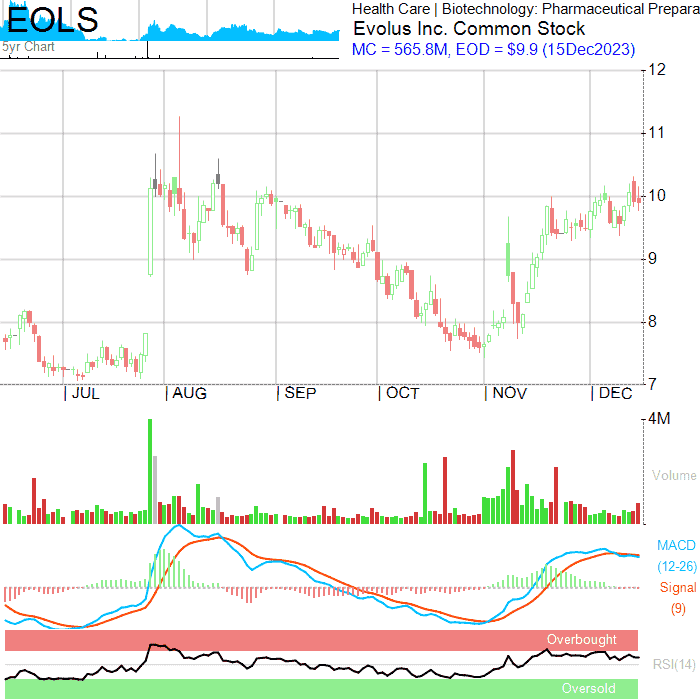 EOLS
5yr Chart
Health Care | Biotechnology: Pharmaceutical Prepara
Evolus Inc. Common Stock
MC = 565.8M, EOD = $9.9 (15Dec2023)
12
11
10
9
8
7
JUL AUG SEP OCT NOV DEC
4M
Volume
MACD
(12-26)
Signal
(9)
Overbought
RSI(14)
Oversold